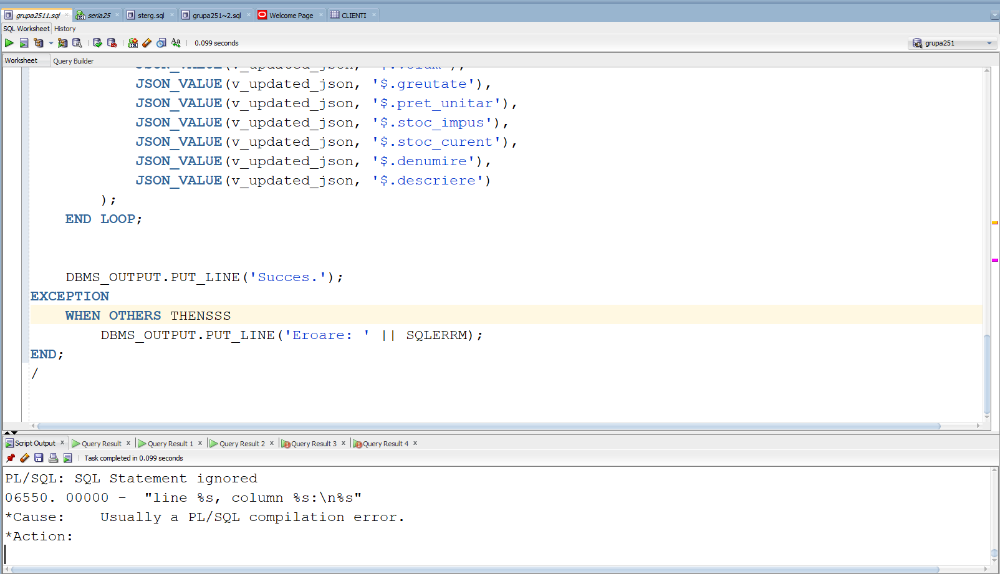 grupa2511.sql
seria25
sterg.sql
grupa251~2.sql
Welcome Page
CLIENTI
SQL Worksheet History
0.099 seconds
grupa251
Worksheet Query Builder
JSON_VALUE(v_updated_json,
JSON_VALUE(v_updated_json, '$.greutate'),
JSON_VALUE(v_updated_json, '$.pret_unitar'),
JSON_VALUE(v_updated_json, '$.stoc_impus'),
JSON_VALUE(v_updated_json, '$.stoc_curent'),
JSON_VALUE(v_updated_json, '$.denumire'),
JSON_VALUE(v_updated_json, '$.descriere')
);
END LOOP;
DBMS_OUTPUT.PUT_LINE('Succes.');
EXCEPTION
WHEN OTHERS THENSSS
DBMS_OUTPUT.PUT_LINE('Eroare: ' || SQLERRM);
END;
/
Script Output x Query Result x Query Result 1 x Query Result 2 x Query Result 3 x Query Result 4 x
Task completed in 0.099 seconds
PL/SQL: SQL Statement ignored
06550. 00000 -  "line %s, column %s:\n%s"
*Cause:    Usually a PL/SQL compilation error.
*Action: